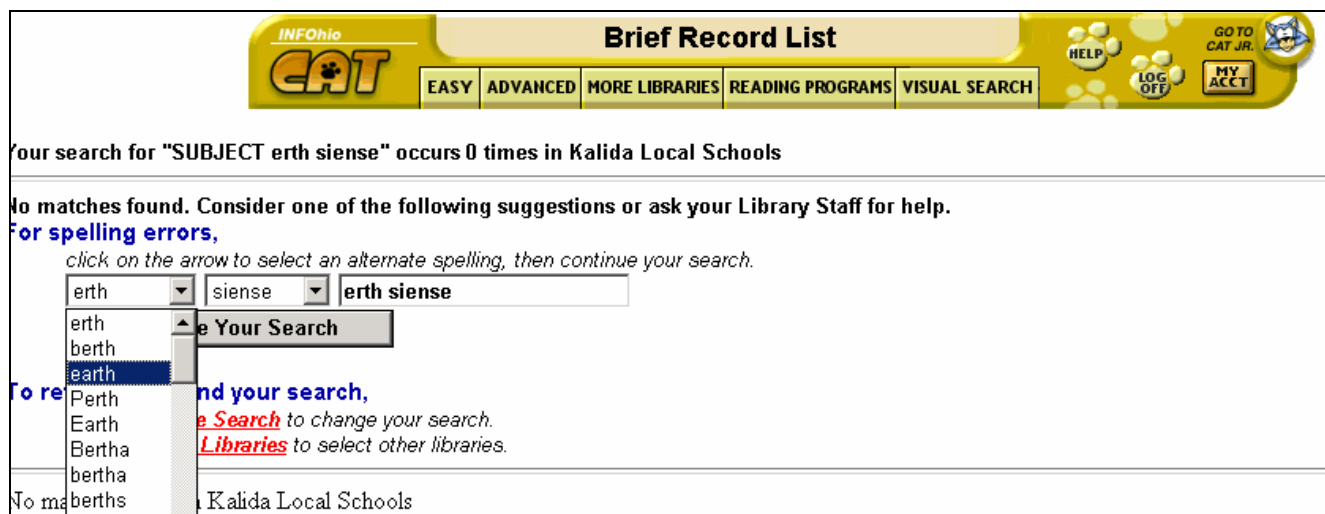 INFOhio
CAT
Brief Record List
HELP
LOG OFF
GO TO
CAT JR.
MY ACCT
EASY ADVANCED MORE LIBRARIES READING PROGRAMS VISUAL SEARCH
Your search for "SUBJECT erth siense" occurs 0 times in Kalida Local Schools
No matches found. Consider one of the following suggestions or ask your Library Staff for help.
For spelling errors,
click on the arrow to select an alternate spelling, then continue your search.
erth siense erth siense
erth
e Your Search
berth
earth
To re nd your search,
Perth
Earth
e Search to change your search.
Bertha
Libraries to select other libraries.
bertha
berths
No ma Kalida Local Schools